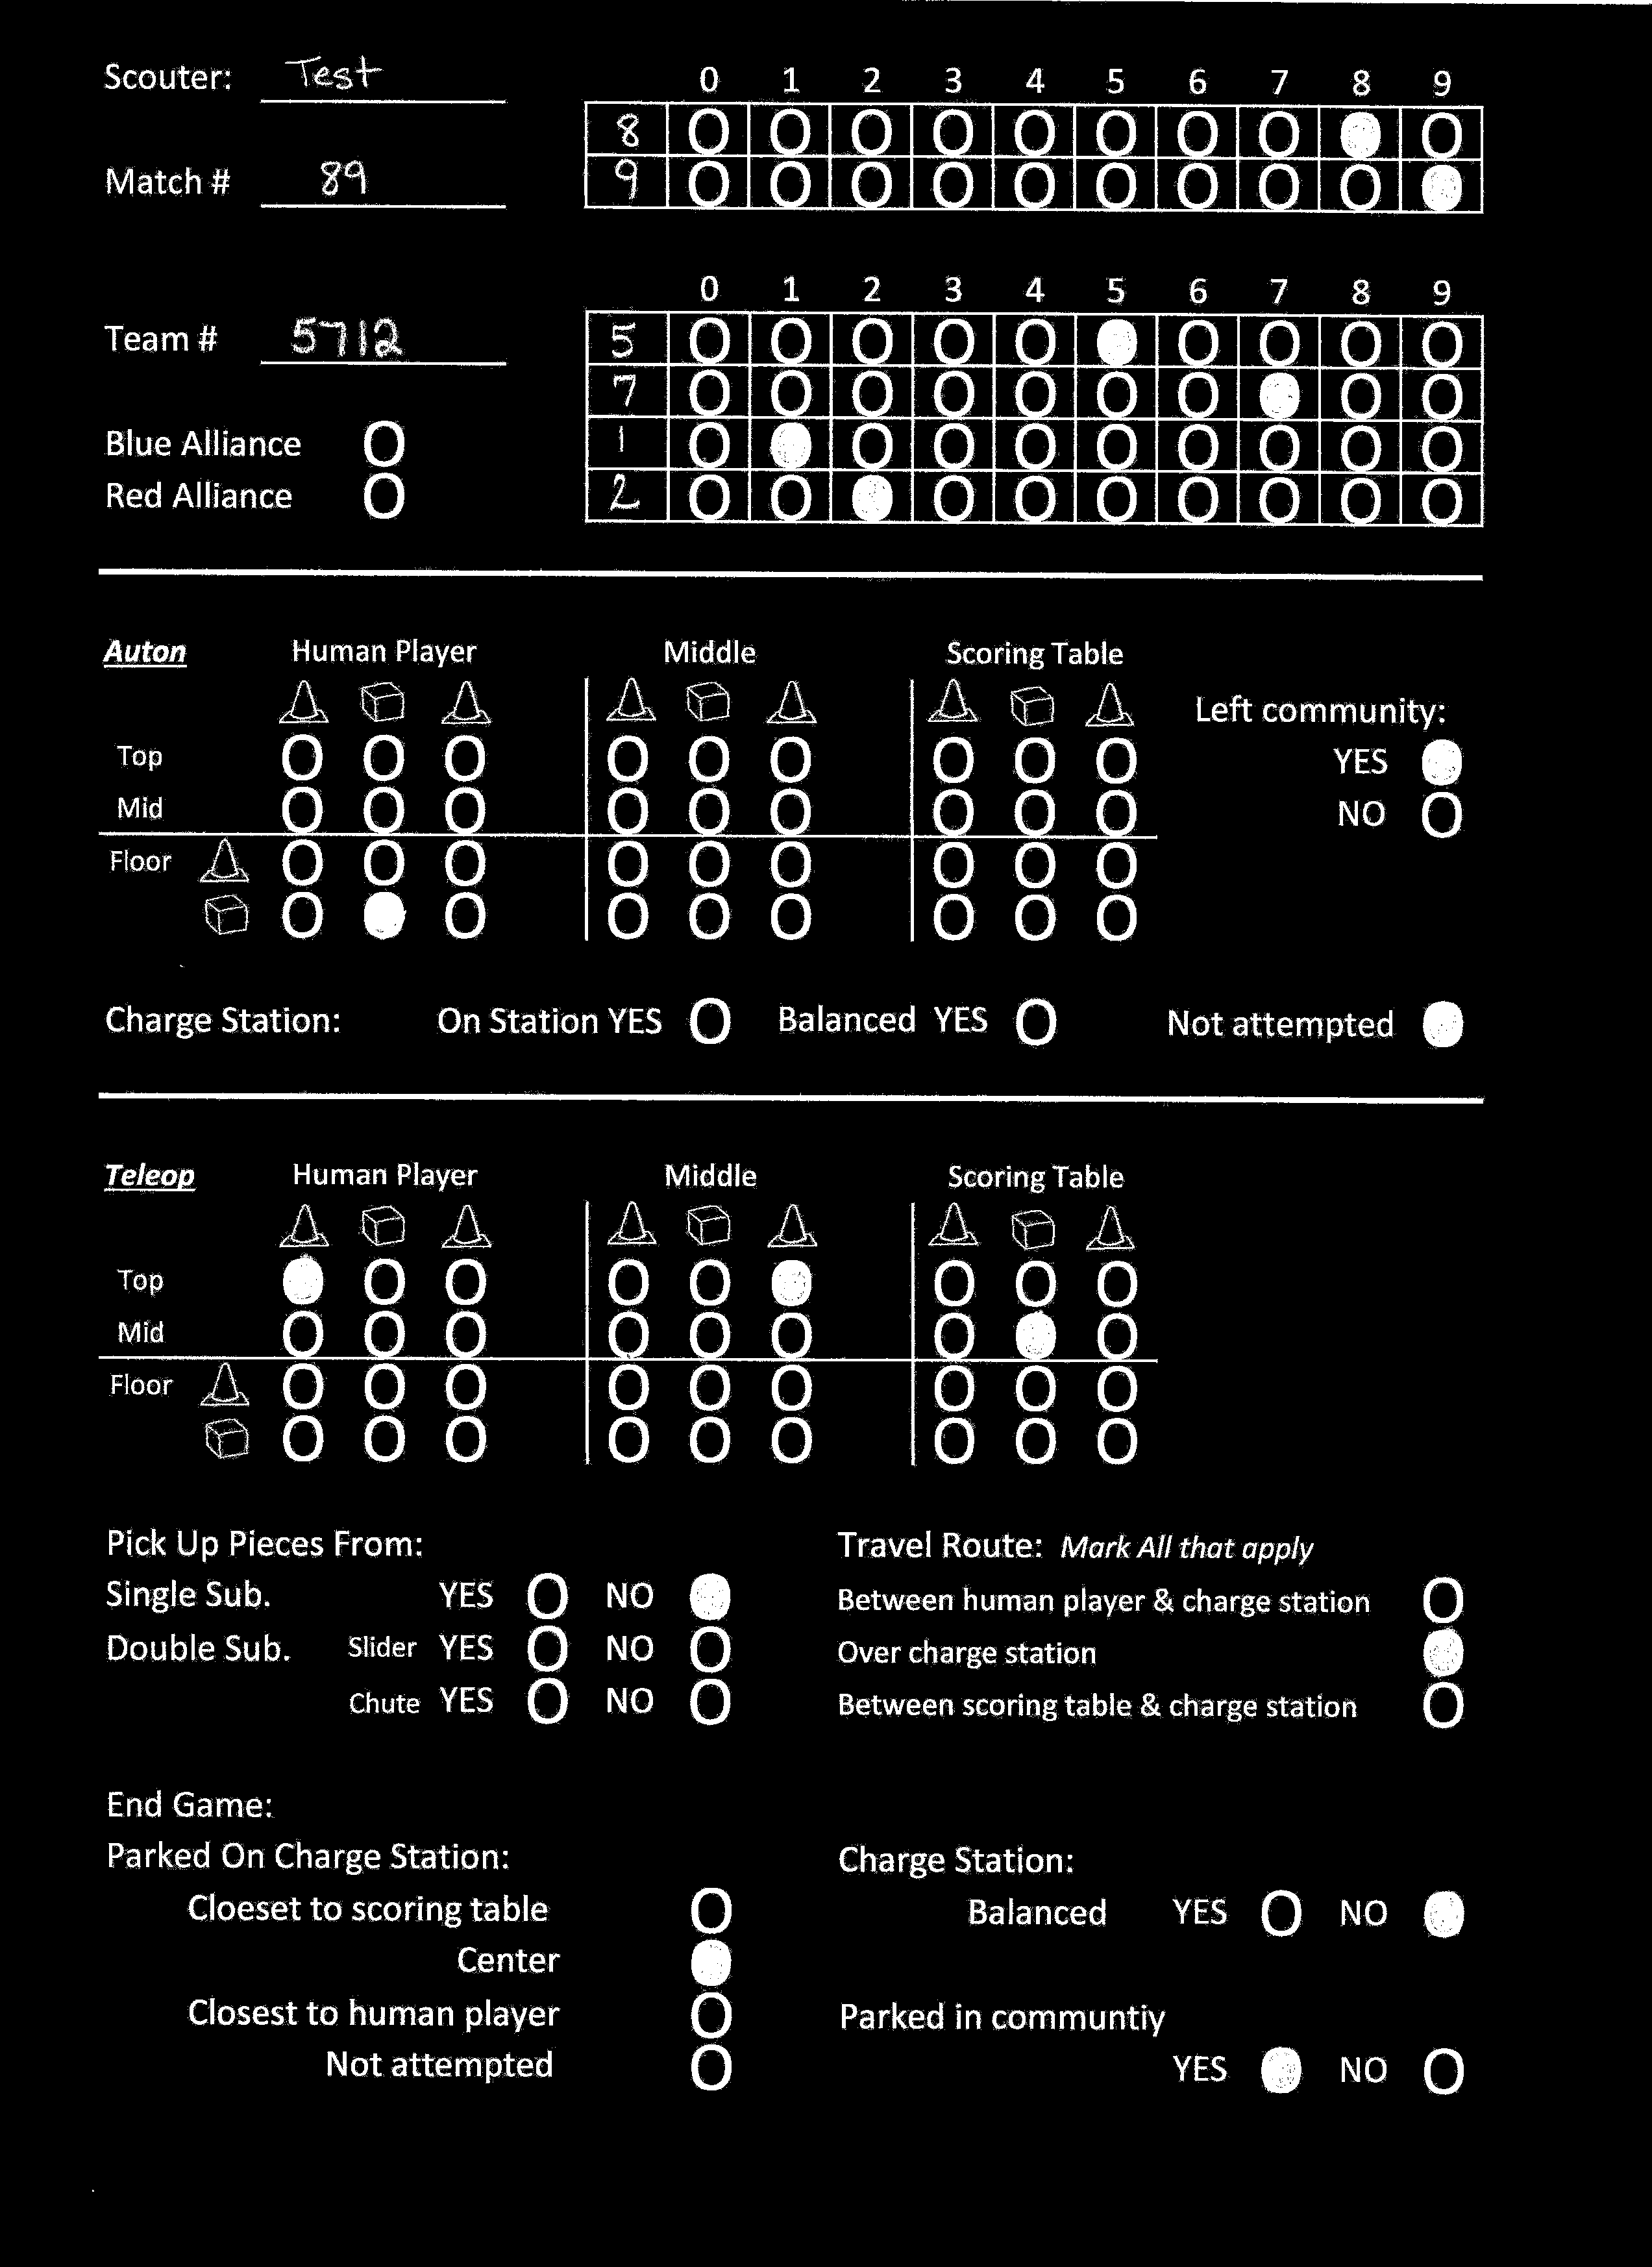 Scouter: Test
0 1 2 3 4 5 6 7 8 9
8 O O O O O O O O O
Match # 89
9 O O O O O O O O O
0 1 2 3 4 5 6 7 8 9
Team # 5712
5 O O O O O O O O O
7 O O O O O O O O O
Blue Alliance O
1 O O O O O O O O O
Red Alliance O
2 O O O O O O O O O
Auton Human Player Middle Scoring Table
Left community:
Top O O O O O O O O O YES
Mid O O O O O O O O O NO O
Floor O O O O O O O O O
O O O O O O O O
Charge Station: On Station YES O Balanced YES O Not attempted
Teleop Human Player Middle Scoring Table
Top O O O O O O O
Mid O O O O O O O O
Floor O O O O O O O O O
O O O O O O O O O
Pick Up Pieces From:
Single Sub. YES O NO
Double Sub. Slider YES O NO O
Chute YES O NO O
Travel Route: Mark All that apply
Between human player & charge station O
Over charge station
Between scoring table & charge station O
End Game:
Parked On Charge Station:
Cloeset to scoring table O
Center
Closest to human player O
Not attempted O
Charge Station:
Balanced YES O NO
Parked in communtiy
YES NO O